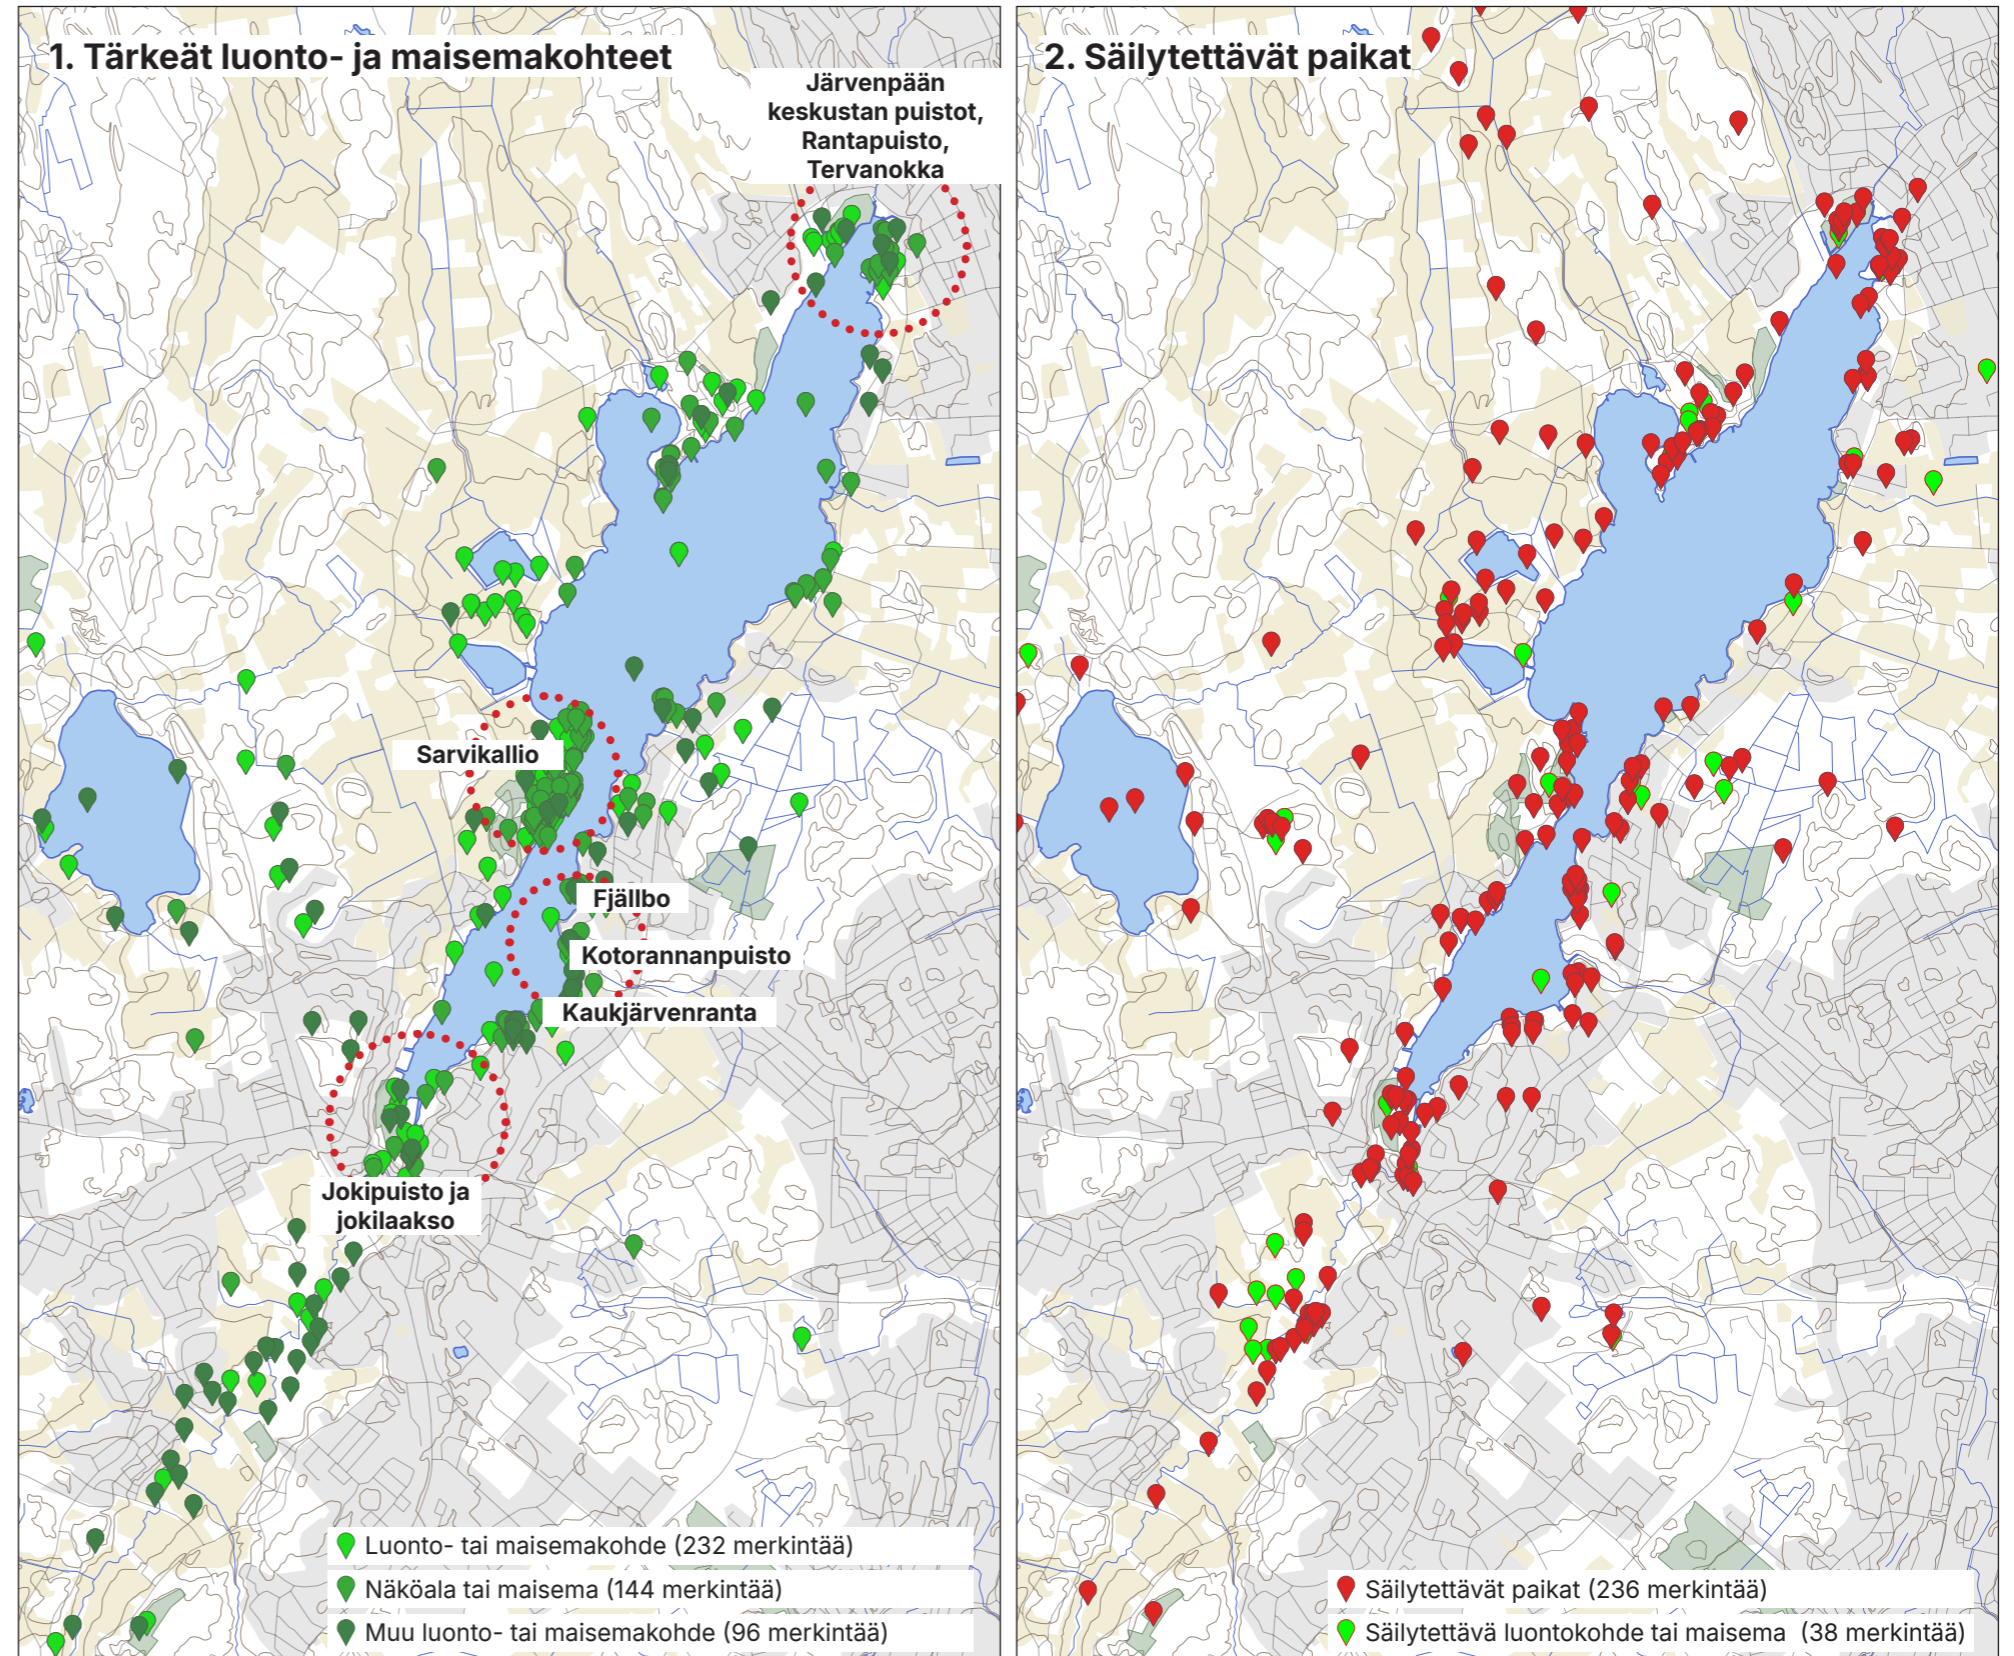 1. Tärkeät luonto- ja maisemakohteet
Järvenpään
keskustan puistot,
Rantapuisto,
Tervanokka
Sarvikallio
Fjällbo
Kotorannanpuisto
Kaukjärvenranta
Jokipuisto ja
jokilaakso
Luonto- tai maisemakohde (232 merkintää)
Näköala tai maisema (144 merkintää)
Muu luonto- tai maisemakohde (96 merkintää)
2. Säilytettävät paikat
Säilytettävät paikat (236 merkintää)
Säilytettävä luontokohde tai maisema (38 merkintää)